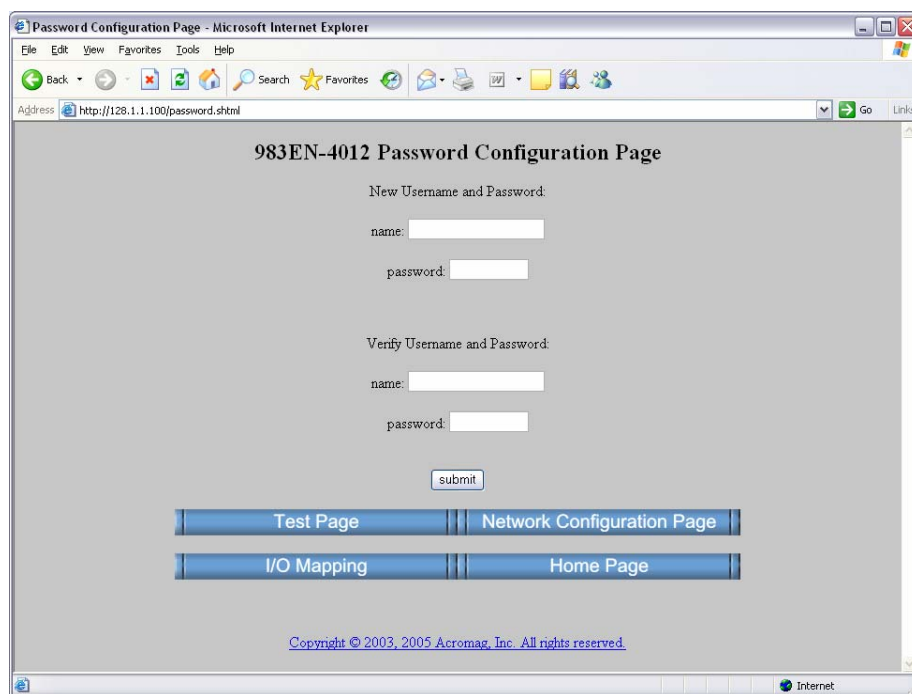 Password Configuration Page - Microsoft Internet Explorer
File Edit View Favorites Tools Help
Back Search Favorites
Address http://128.1.1.100/password.shtml Go Links
983EN-4012 Password Configuration Page
New Username and Password:
name:
password:
Verify Username and Password:
name:
password:
submit
Test Page Network Configuration Page
I/O Mapping Home Page
Copyright © 2003, 2005 Acromag, Inc. All rights reserved.
Internet